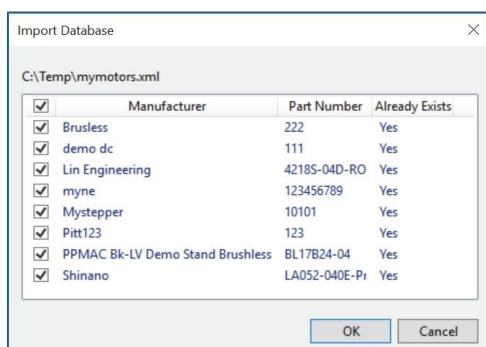 Import Database
C:\Temp\mymotors.xml
Manufacturer Part Number Already Exists
Brusless 222 Yes
demo dc 111 Yes
Lin Engineering 4218S-04D-RO Yes
myne 123456789 Yes
Mystepper 10101 Yes
Pitt123 123 Yes
PPMAC Bk-LV Demo Stand Brushless BL17B24-04 Yes
Shinano LA052-040E-Pr Yes
OK Cancel